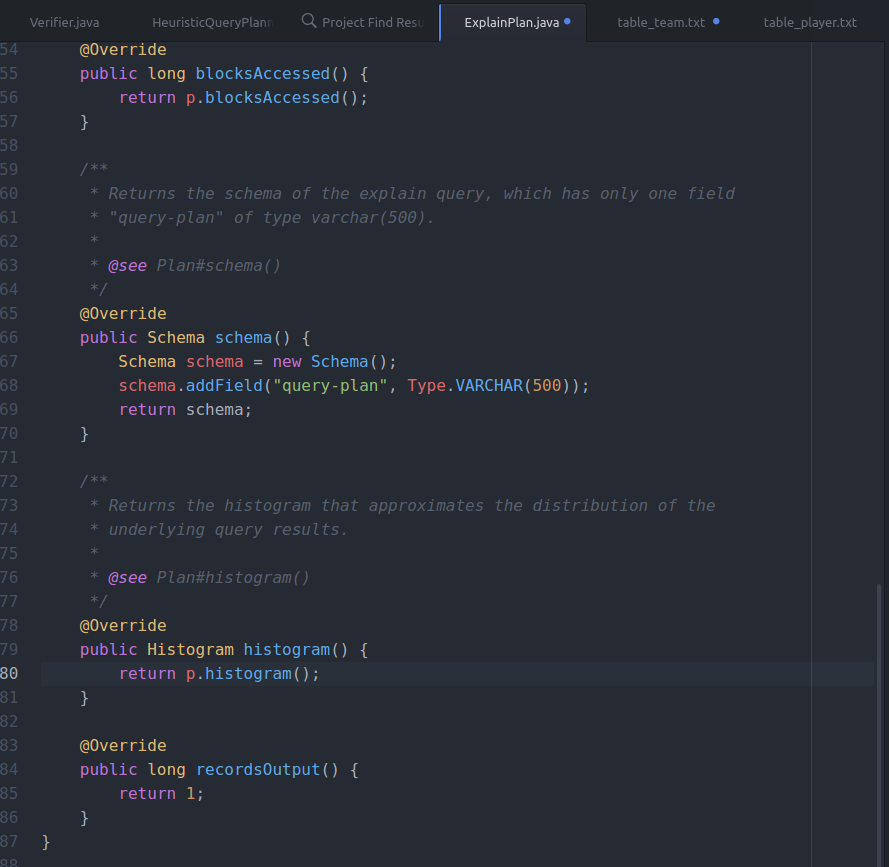 Verifier.java
HeuristicQueryPlann
Project Find Resu
ExplainPlan.java
table_team.txt
table_player.txt
54 @Override
55 public long blocksAccessed() {
56 return p.blocksAccessed();
57 }
58
59 /**
60 * Returns the schema of the explain query, which has only one field
61 * "query-plan" of type varchar(500).
62 *
63 * @see Plan#schema()
64 */
65 @Override
66 public Schema schema() {
67 Schema schema = new Schema();
68 schema.addField("query-plan", Type.VARCHAR(500));
69 return schema;
70 }
71
72 /**
73 * Returns the histogram that approximates the distribution of the
74 * underlying query results.
75 *
76 * @see Plan#histogram()
77 */
78 @Override
79 public Histogram histogram() {
80 return p.histogram();
81 }
82
83 @Override
84 public long recordsOutput() {
85 return 1;
86 }
87 }
88